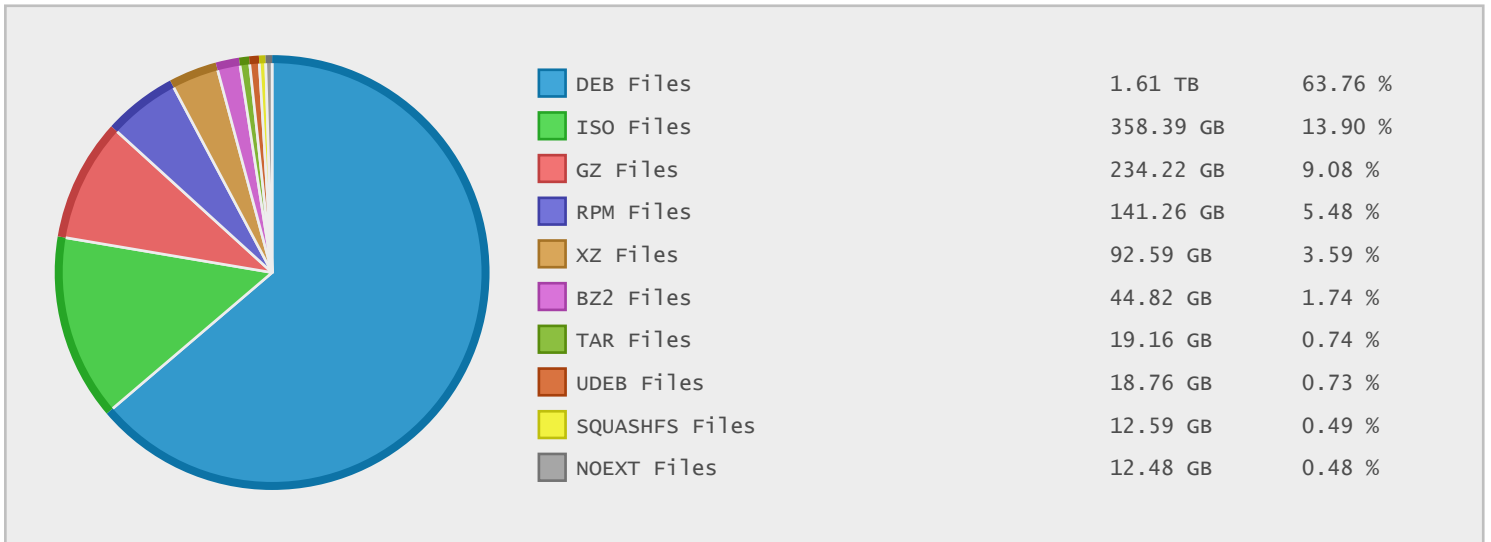 DEB Files 1.61 TB 63.76 %
ISO Files 358.39 GB 13.90 %
GZ Files 234.22 GB 9.08 %
RPM Files 141.26 GB 5.48 %
XZ Files 92.59 GB 3.59 %
BZ2 Files 44.82 GB 1.74 %
TAR Files 19.16 GB 0.74 %
UDEB Files 18.76 GB 0.73 %
SQUASHFS Files 12.59 GB 0.49 %
NOEXT Files 12.48 GB 0.48 %